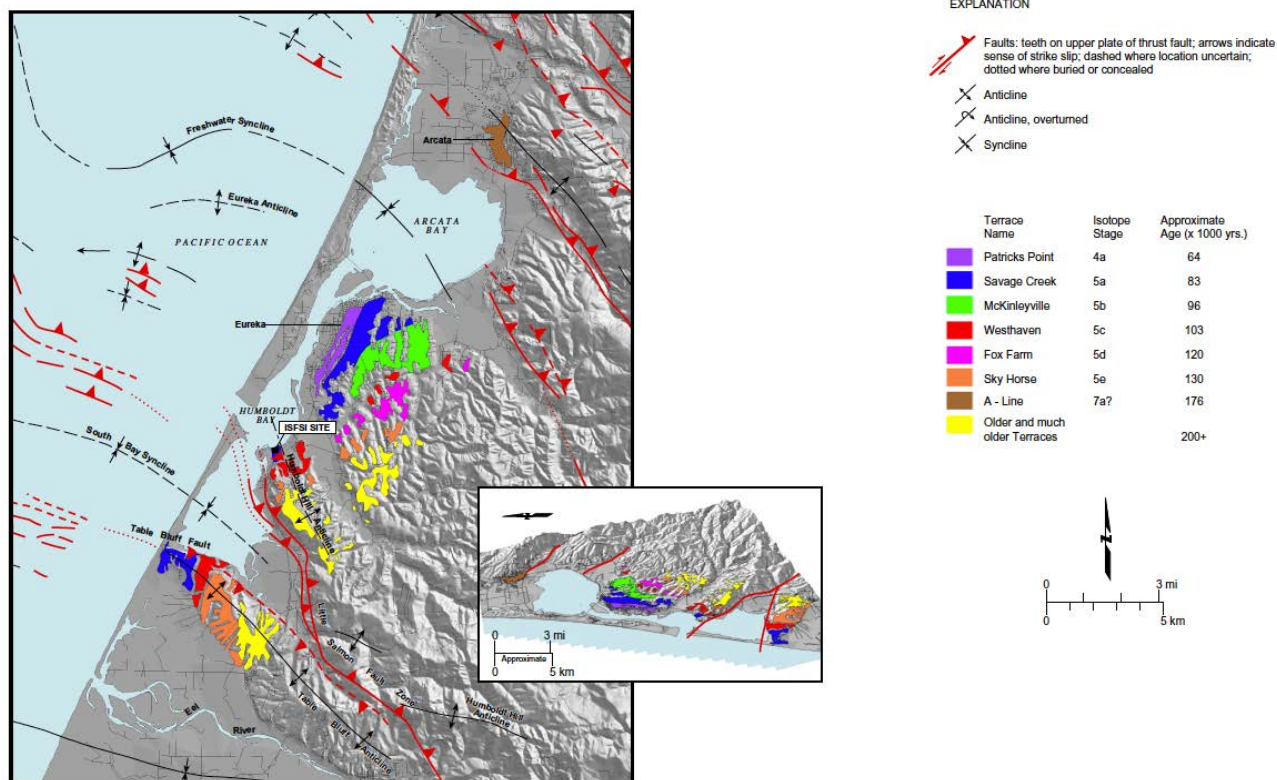 Freshwater Syncline
Eureka Anticline
PACIFIC OCEAN
Arcata
ARCATA
BAY
Eureka
HUMBOLDT
BAY
ISFSI SITE
South Bay Syncline
Humboldt Hill Anticline
Table Bluff Fault
Little Salmon Fault Zone
Humboldt Hill
Anticline
Table Bluff Anticline
Eel River
0 3 mi
Approximate
0 5 km
EXPLANATION
Faults: teeth on upper plate of thrust fault; arrows indicate
sense of strike slip; dashed where location uncertain;
dotted where buried or concealed
Anticline
Anticline, overturned
Syncline
Terrace Isotope Approximate
Name Stage Age (x 1000 yrs.)
Patricks Point 4a 64
Savage Creek 5a 83
McKinleyville 5b 96
Westhaven 5c 103
Fox Farm 5d 120
Sky Horse 5e 130
A - Line 7a? 176
Older and much
older Terraces 200+
N
0 3 mi
0 5 km